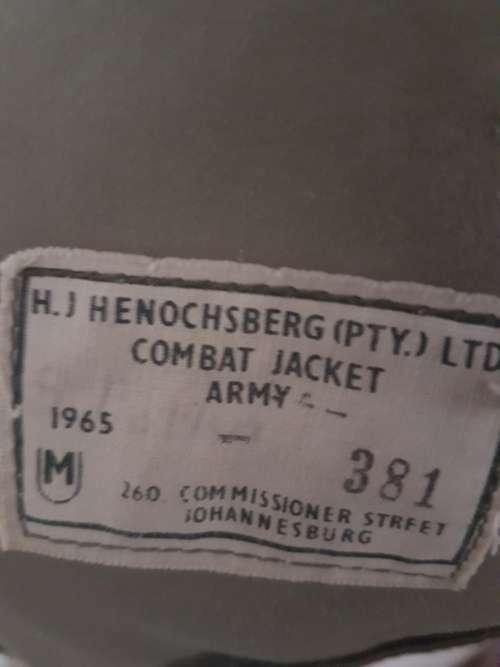 H.J HENOCHSBERG (PTY.) LTD
COMBAT JACKET
ARMY
1965
381
M
260 COMMISSIONER STREET
JOHANNESBURG